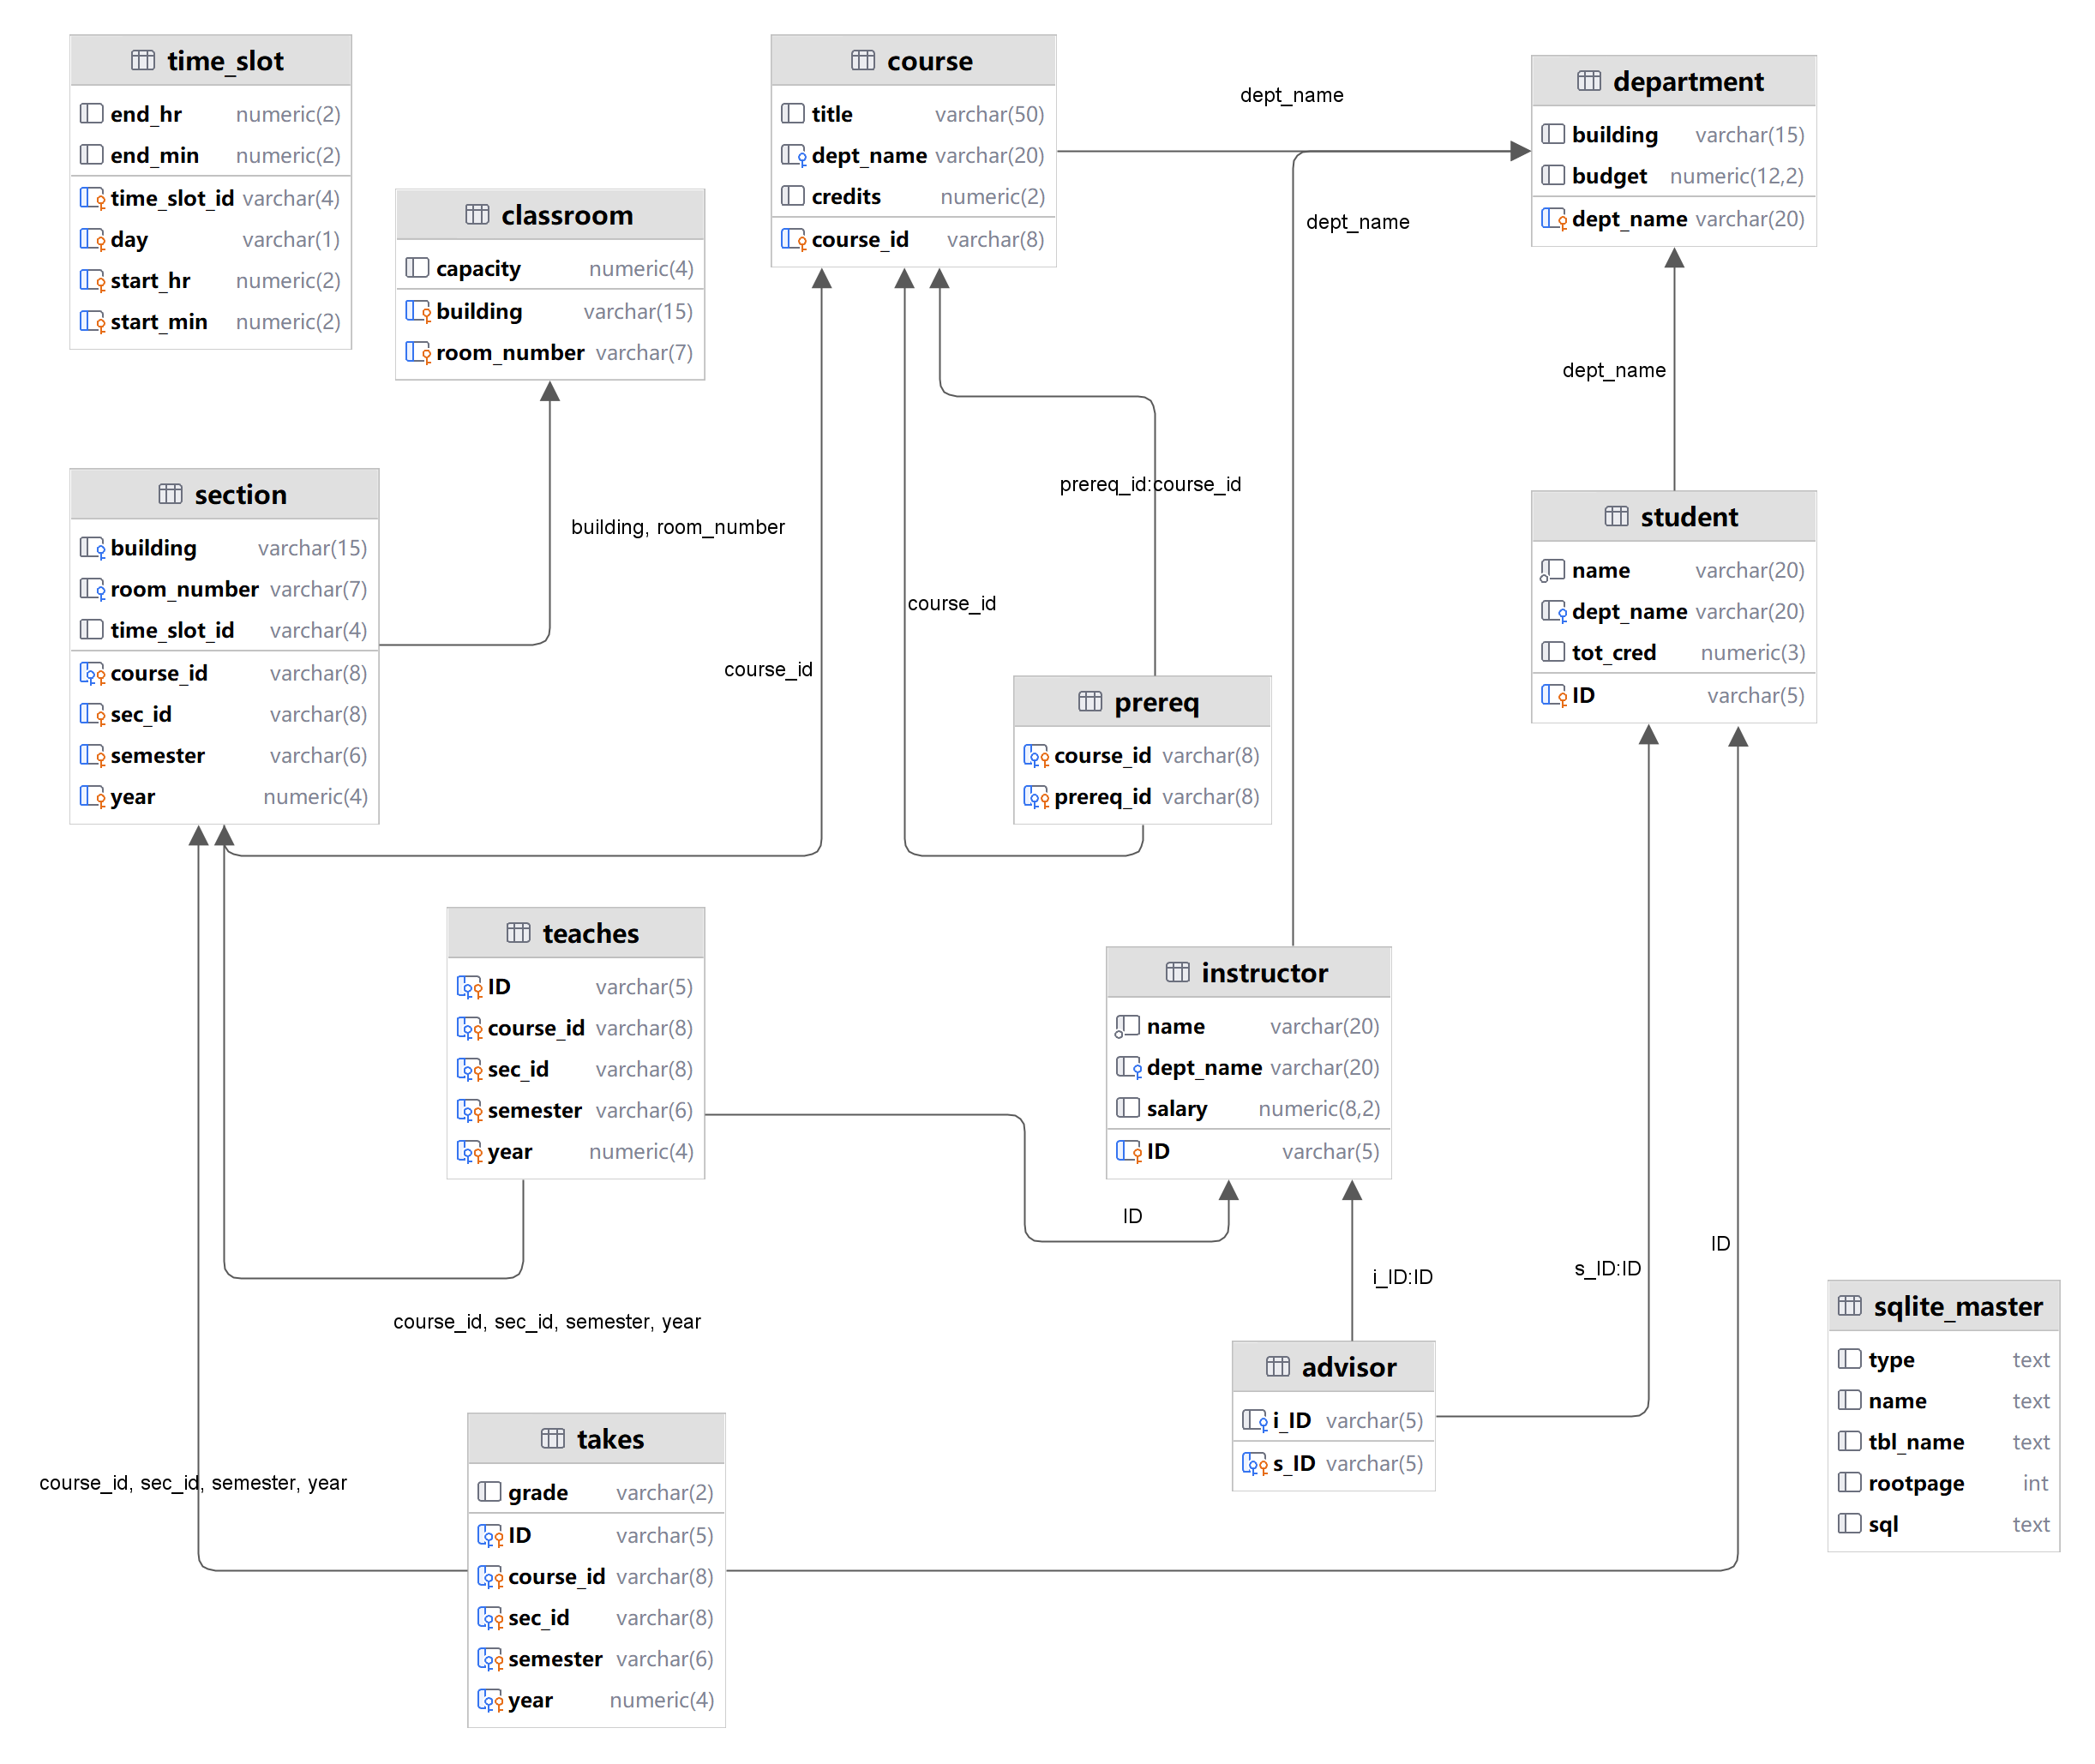 time_slot
end_hr numeric(2)
end_min numeric(2)
time_slot_id varchar(4)
day varchar(1)
start_hr numeric(2)
start_min numeric(2)
classroom
capacity numeric(4)
building varchar(15)
room_number varchar(7)
course
title varchar(50)
dept_name varchar(20)
credits numeric(2)
course_id varchar(8)
dept_name
department
building varchar(15)
budget numeric(12,2)
dept_name varchar(20)
dept_name
dept_name
section
building varchar(15)
room_number varchar(7)
time_slot_id varchar(4)
course_id varchar(8)
sec_id varchar(8)
semester varchar(6)
year numeric(4)
building, room_number
prereq_id:course_id
course_id
course_id
student
name varchar(20)
dept_name varchar(20)
tot_cred numeric(3)
ID varchar(5)
prereq
course_id varchar(8)
prereq_id varchar(8)
teaches
ID varchar(5)
course_id varchar(8)
sec_id varchar(8)
semester varchar(6)
year numeric(4)
instructor
name varchar(20)
dept_name varchar(20)
salary numeric(8,2)
ID varchar(5)
ID
i_ID:ID
s_ID:ID
ID
course_id, sec_id, semester, year
advisor
i_ID varchar(5)
s_ID varchar(5)
sqlite_master
type text
name text
tbl_name text
rootpage int
sql text
course_id, sec_id, semester, year
takes
grade varchar(2)
ID varchar(5)
course_id varchar(8)
sec_id varchar(8)
semester varchar(6)
year numeric(4)